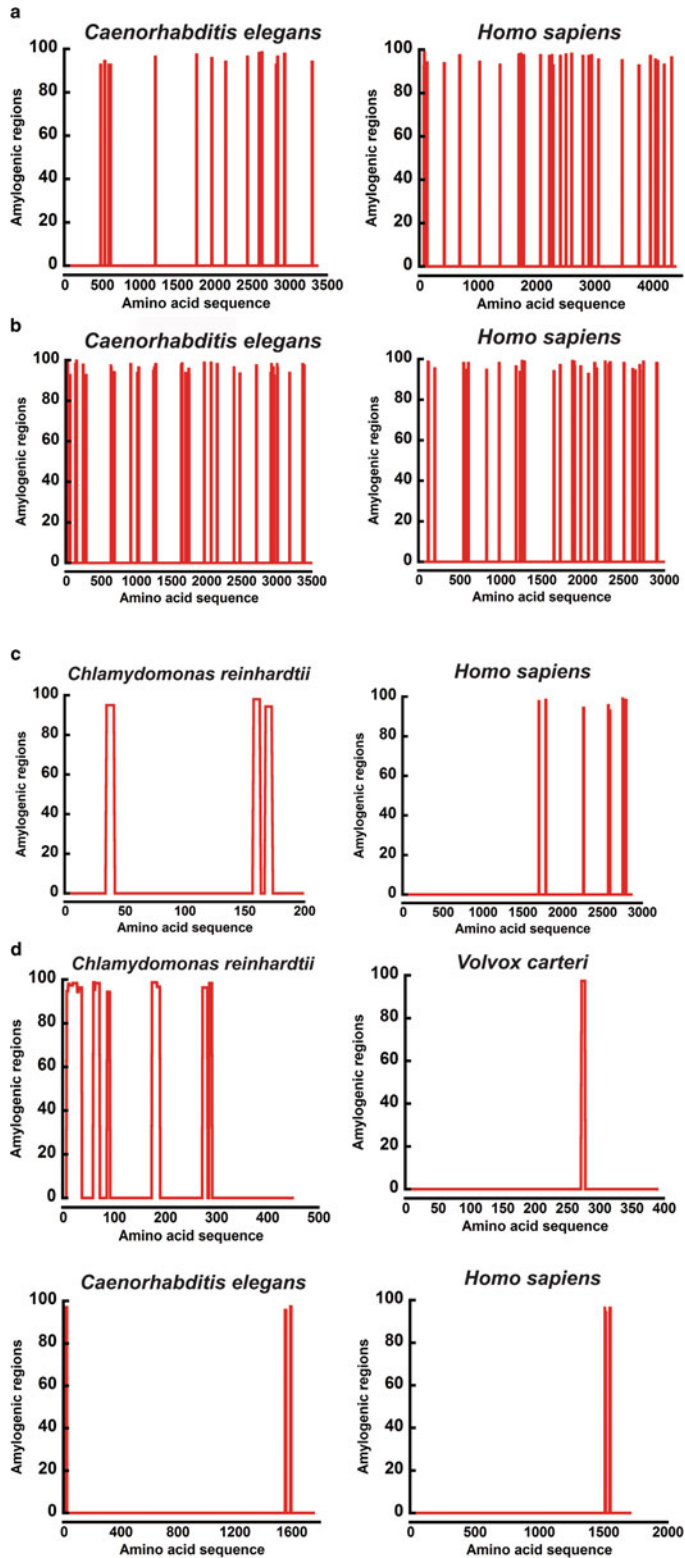 a
Caenorhabditis elegans
Homo sapiens
100
80
60
40
20
0
Amylogenic regions
0 500 1000 1500 2000 2500 3000 3500
Amino acid sequence
100
80
60
40
20
0
Amylogenic regions
0 1000 2000 3000 4000
Amino acid sequence
b
Caenorhabditis elegans
Homo sapiens
100
80
60
40
20
0
Amylogenic regions
0 500 1000 1500 2000 2500 3000 3500
Amino acid sequence
100
80
60
40
20
0
Amylogenic regions
0 500 1000 1500 2000 2500 3000
Amino acid sequence
c
Chlamydomonas reinhardtii
Homo sapiens
100
80
60
40
20
0
Amylogenic regions
0 50 100 150 200
Amino acid sequence
100
80
60
40
20
0
Amylogenic regions
0 500 1000 1500 2000 2500 3000
Amino acid sequence
d
Chlamydomonas reinhardtii
Volvox carteri
100
80
60
40
20
0
Amylogenic regions
0 100 200 300 400 500
Amino acid sequence
100
80
60
40
20
0
Amylogenic regions
0 50 100 150 200 250 300 350 400
Amino acid sequence
Caenorhabditis elegans
Homo sapiens
100
80
60
40
20
0
Amylogenic regions
0 400 800 1200 1600
Amino acid sequence
100
80
60
40
20
0
Amylogenic regions
0 500 1000 1500 2000
Amino acid sequence